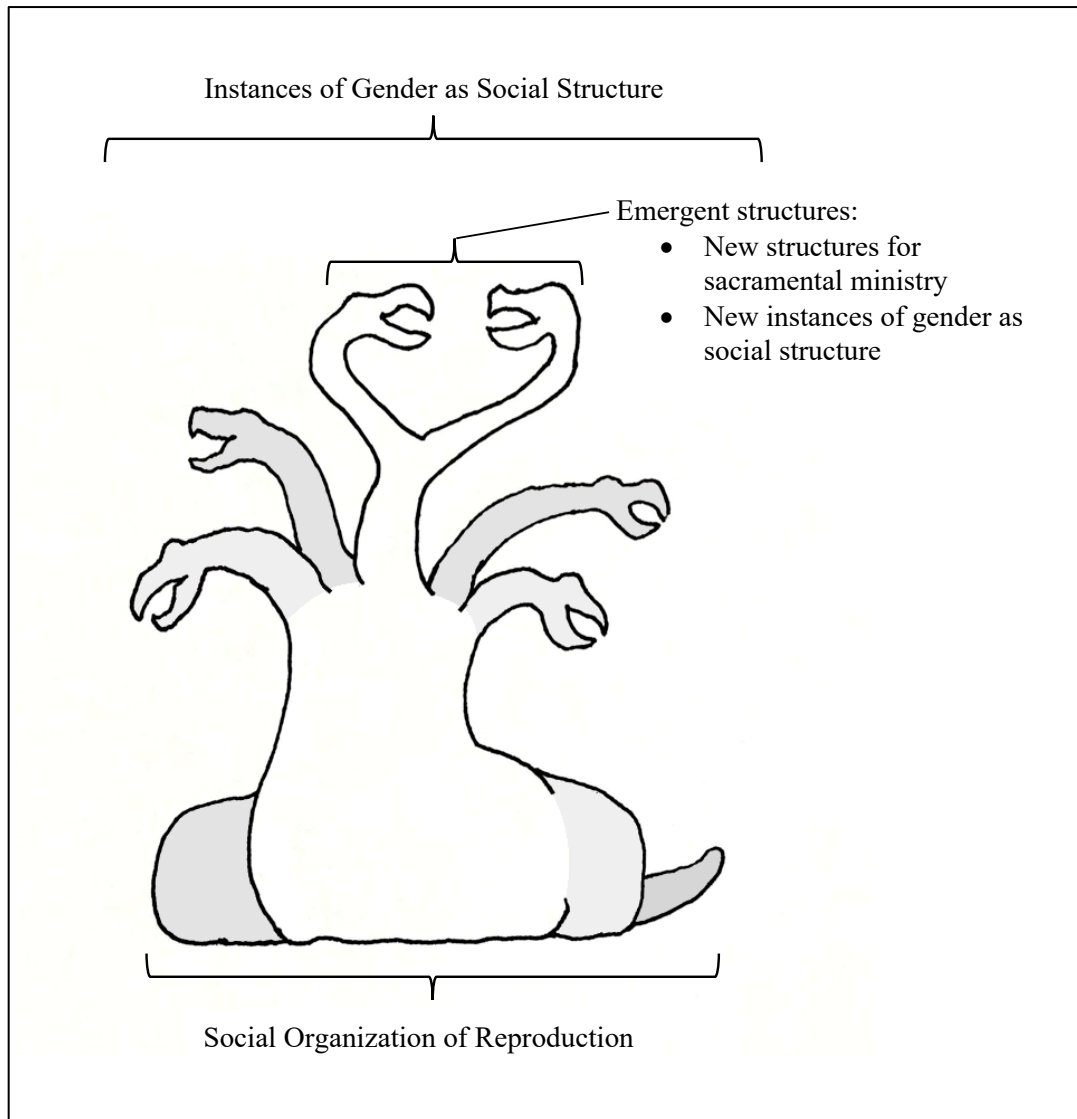 Instances of Gender as Social Structure
Emergent structures:
• New structures for
sacramental ministry
• New instances of gender as
social structure
Social Organization of Reproduction